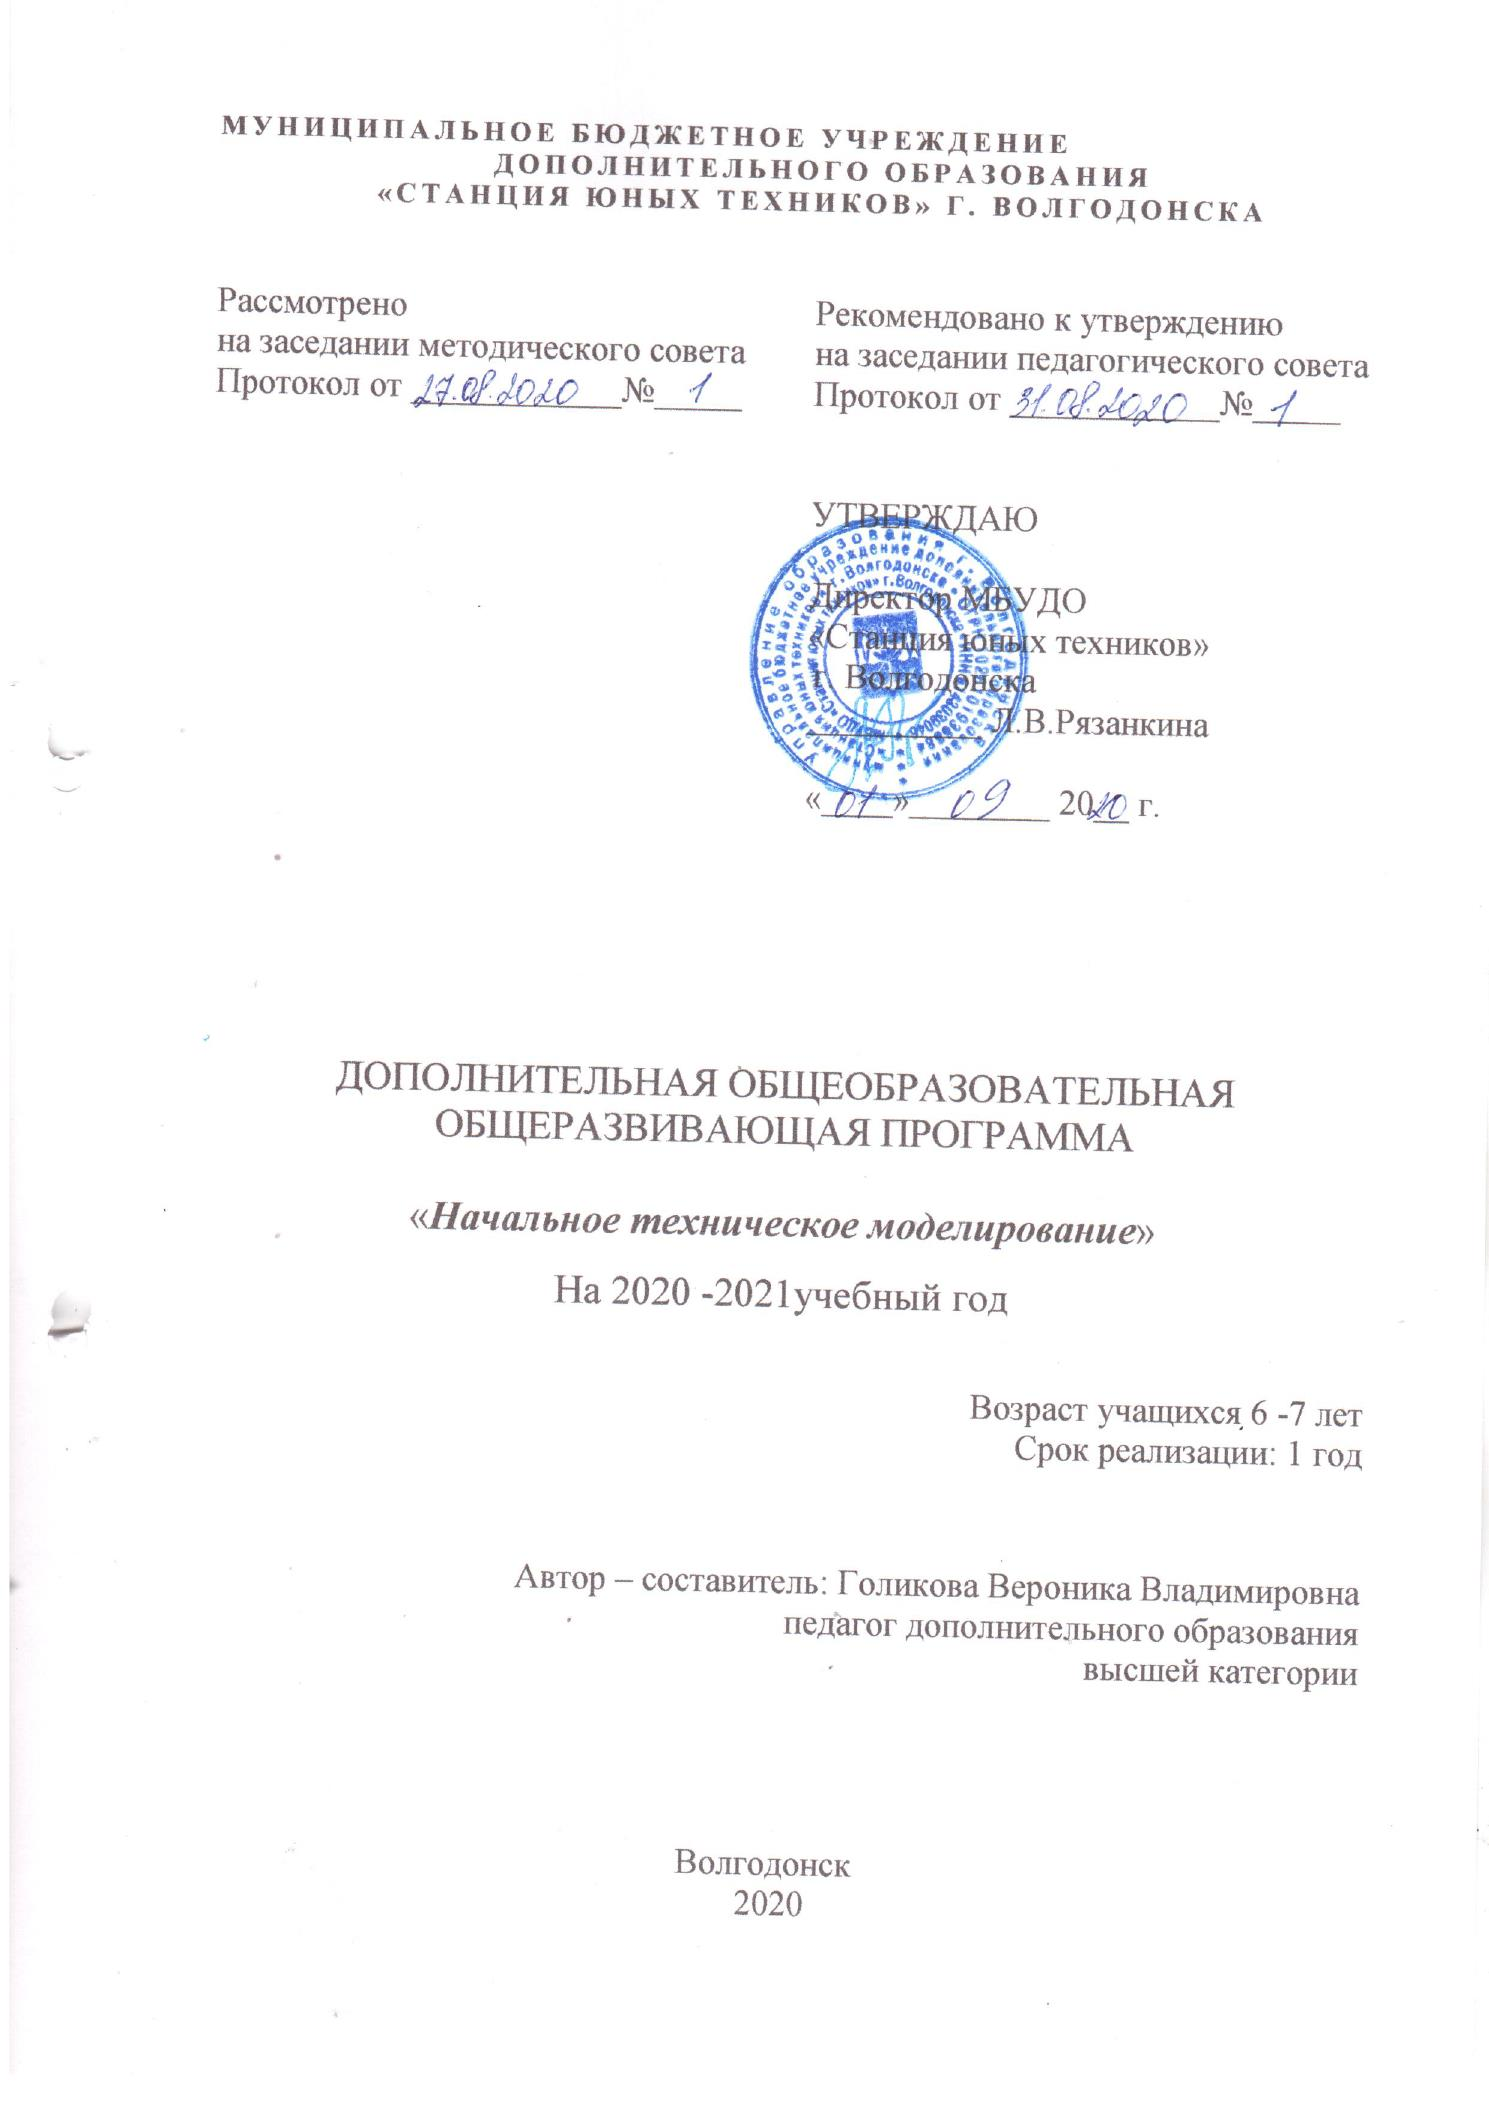 МУНИЦИПАЛЬНОЕ БЮДЖЕТНОЕ УЧРЕЖДЕНИЕ
ДОПОЛНИТЕЛЬНОГО ОБРАЗОВАНИЯ
«СТАНЦИЯ ЮНЫХ ТЕХНИКОВ» Г. ВОЛГОДОНСКА
Рассмотрено
на заседании методического совета
Протокол от 27.08.2020 № 1
Рекомендовано к утверждению
на заседании педагогического совета
Протокол от 31.08.2020 № 1
УТВЕРЖДАЮ
Директор МБУДО
«Станция юных техников»
г. Волгодонска
Л.В.Рязанкина
«01» 09 2020 г.
ДОПОЛНИТЕЛЬНАЯ ОБЩЕОБРАЗОВАТЕЛЬНАЯ
ОБЩЕРАЗВИВАЮЩАЯ ПРОГРАММА
«Начальное техническое моделирование»
На 2020 -2021учебный год
Возраст учащихся 6 -7 лет
Срок реализации: 1 год
Автор – составитель: Голикова Вероника Владимировна
педагог дополнительного образования
высшей категории
Волгодонск
2020